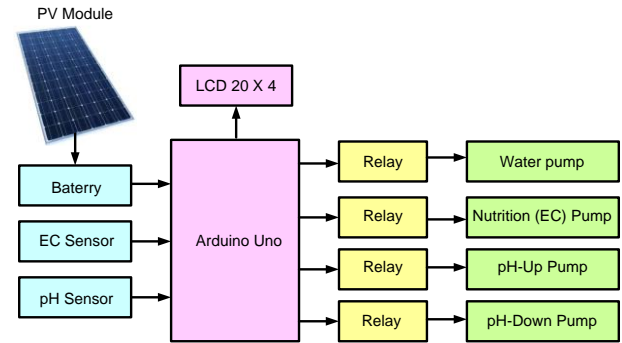 PV Module
LCD 20 X 4
Baterry
EC Sensor
pH Sensor
Arduino Uno
Relay
Water pump
Relay
Nutrition (EC) Pump
Relay
pH-Up Pump
Relay
pH-Down Pump